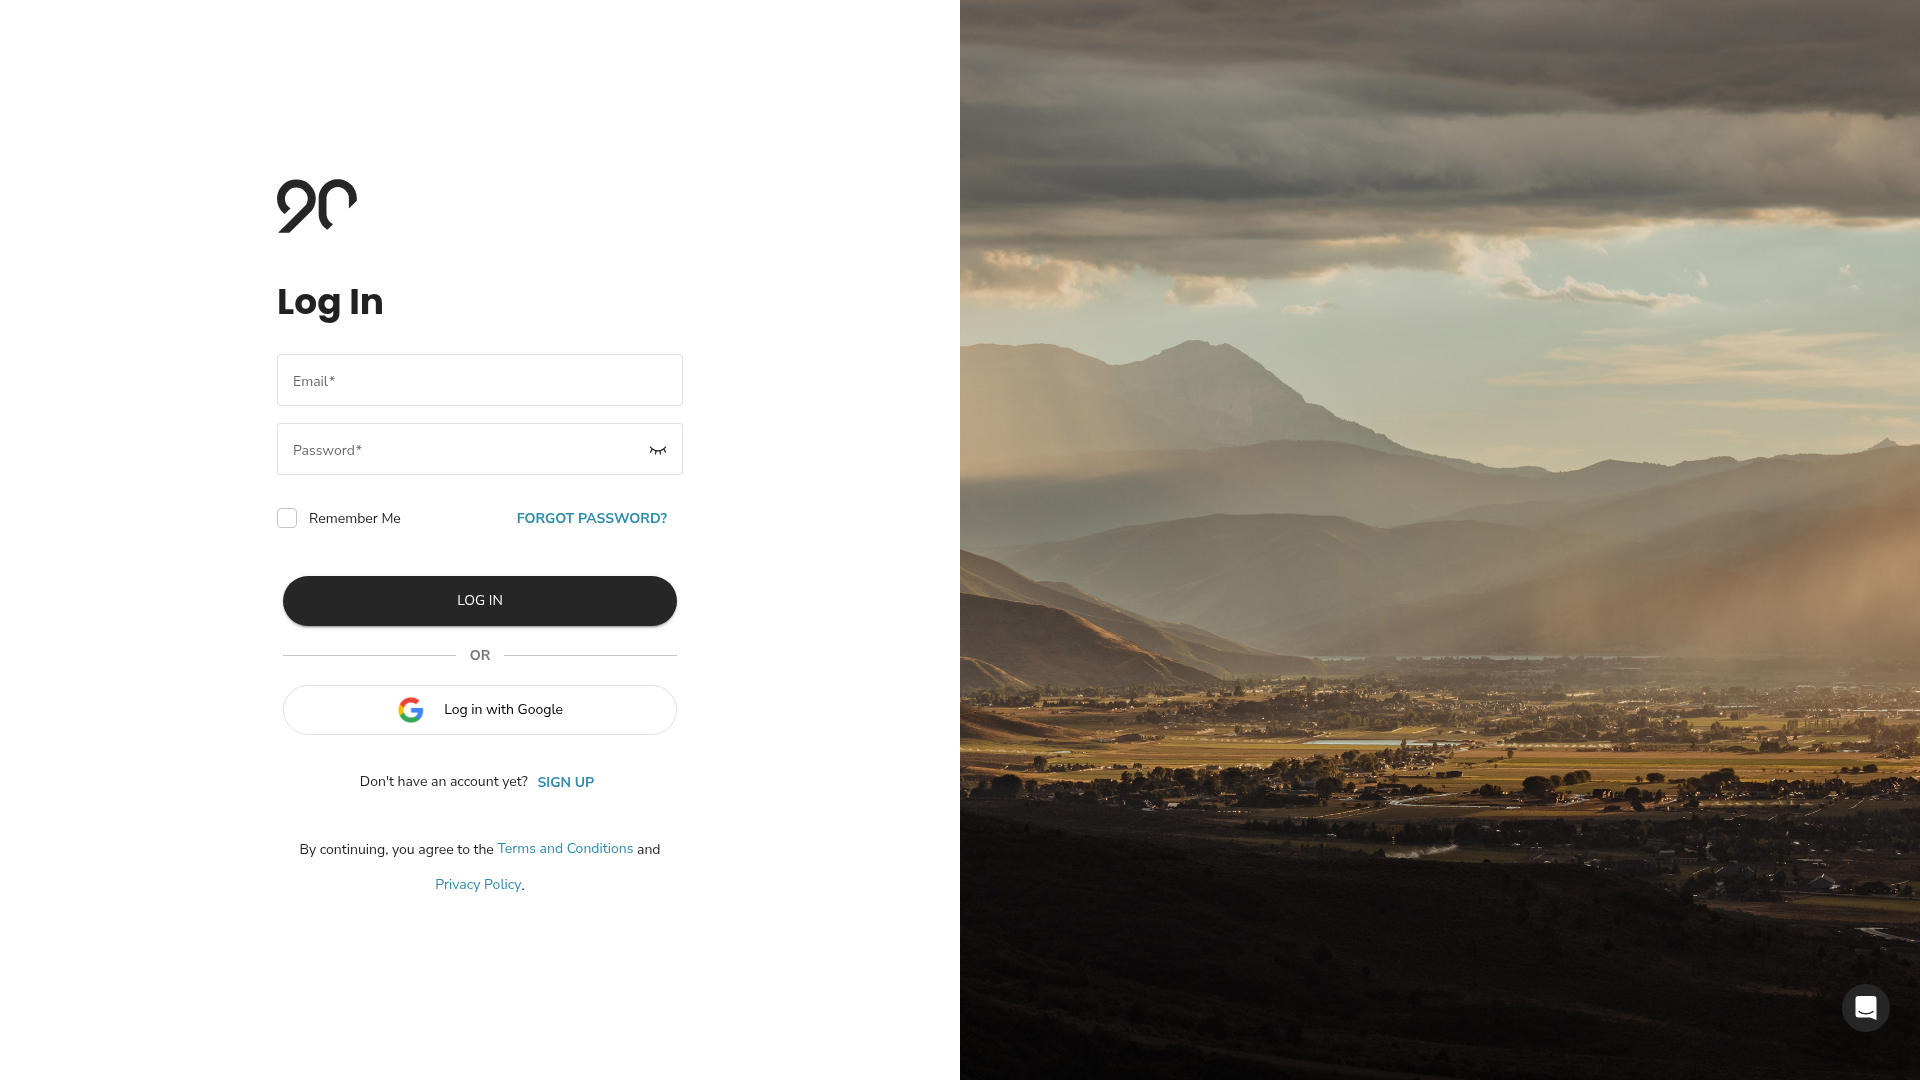 90
Log In
Email*
Password*
Remember Me
FORGOT PASSWORD?
LOG IN
OR
Log in with Google
Don't have an account yet? SIGN UP
By continuing, you agree to the Terms and Conditions and
Privacy Policy.